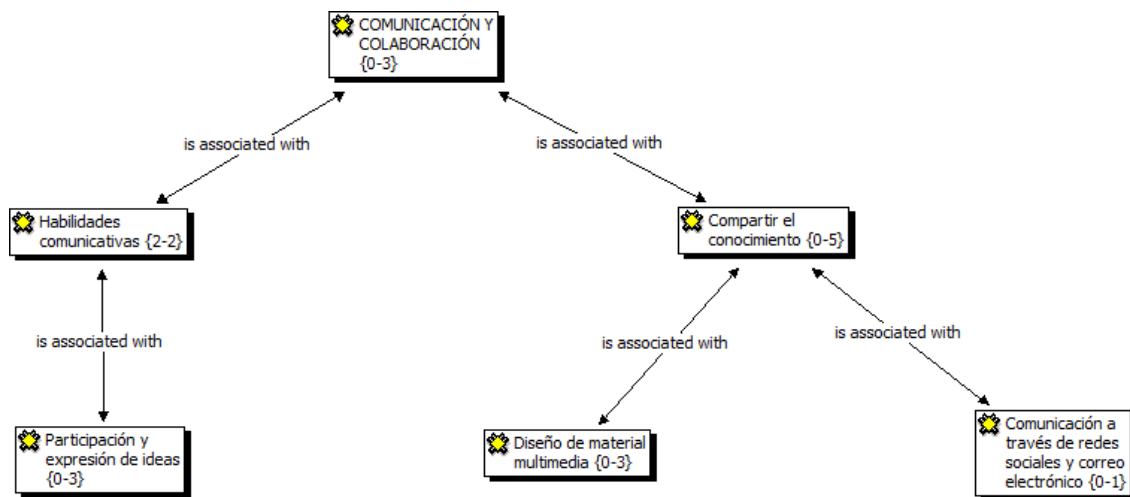 COMUNICACIÓN Y
COLABORACIÓN
{0-3}
is associated with
is associated with
Habilidades
comunicativas {2-2}
Compartir el
conocimiento {0-5}
is associated with
is associated with
is associated with
Participación y
expresión de ideas
{0-3}
Diseño de material
multimedia {0-3}
Comunicación a
través de redes
sociales y correo
electrónico {0-1}